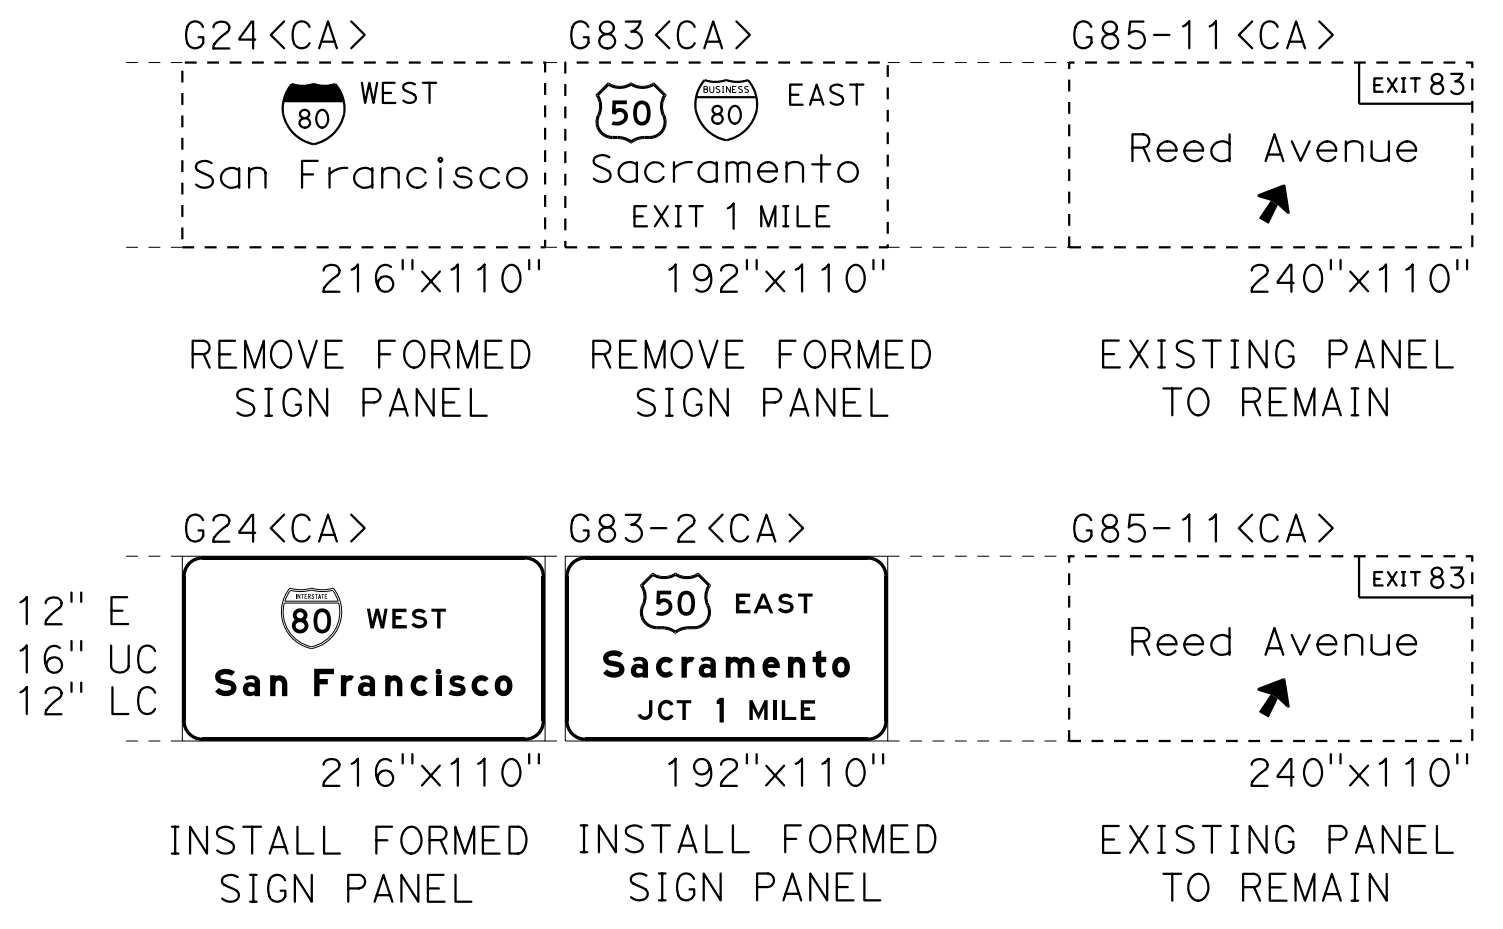 G24<CA>
WEST
80
San Francisco
216"x110"
REMOVE FORMED
SIGN PANEL
G83<CA>
50
BUSINESS
80
EAST
Sacramento
EXIT 1 MILE
192"x110"
REMOVE FORMED
SIGN PANEL
G85-11<CA>
EXIT 83
Reed Avenue
240"x110"
EXISTING PANEL
TO REMAIN
12" E
16" UC
12" LC
G24<CA>
INTERSTATE
80
WEST
San Francisco
216"x110"
INSTALL FORMED
SIGN PANEL
G83-2<CA>
50
EAST
Sacramento
JCT 1 MILE
192"x110"
INSTALL FORMED
SIGN PANEL
G85-11<CA>
EXIT 83
Reed Avenue
240"x110"
EXISTING PANEL
TO REMAIN